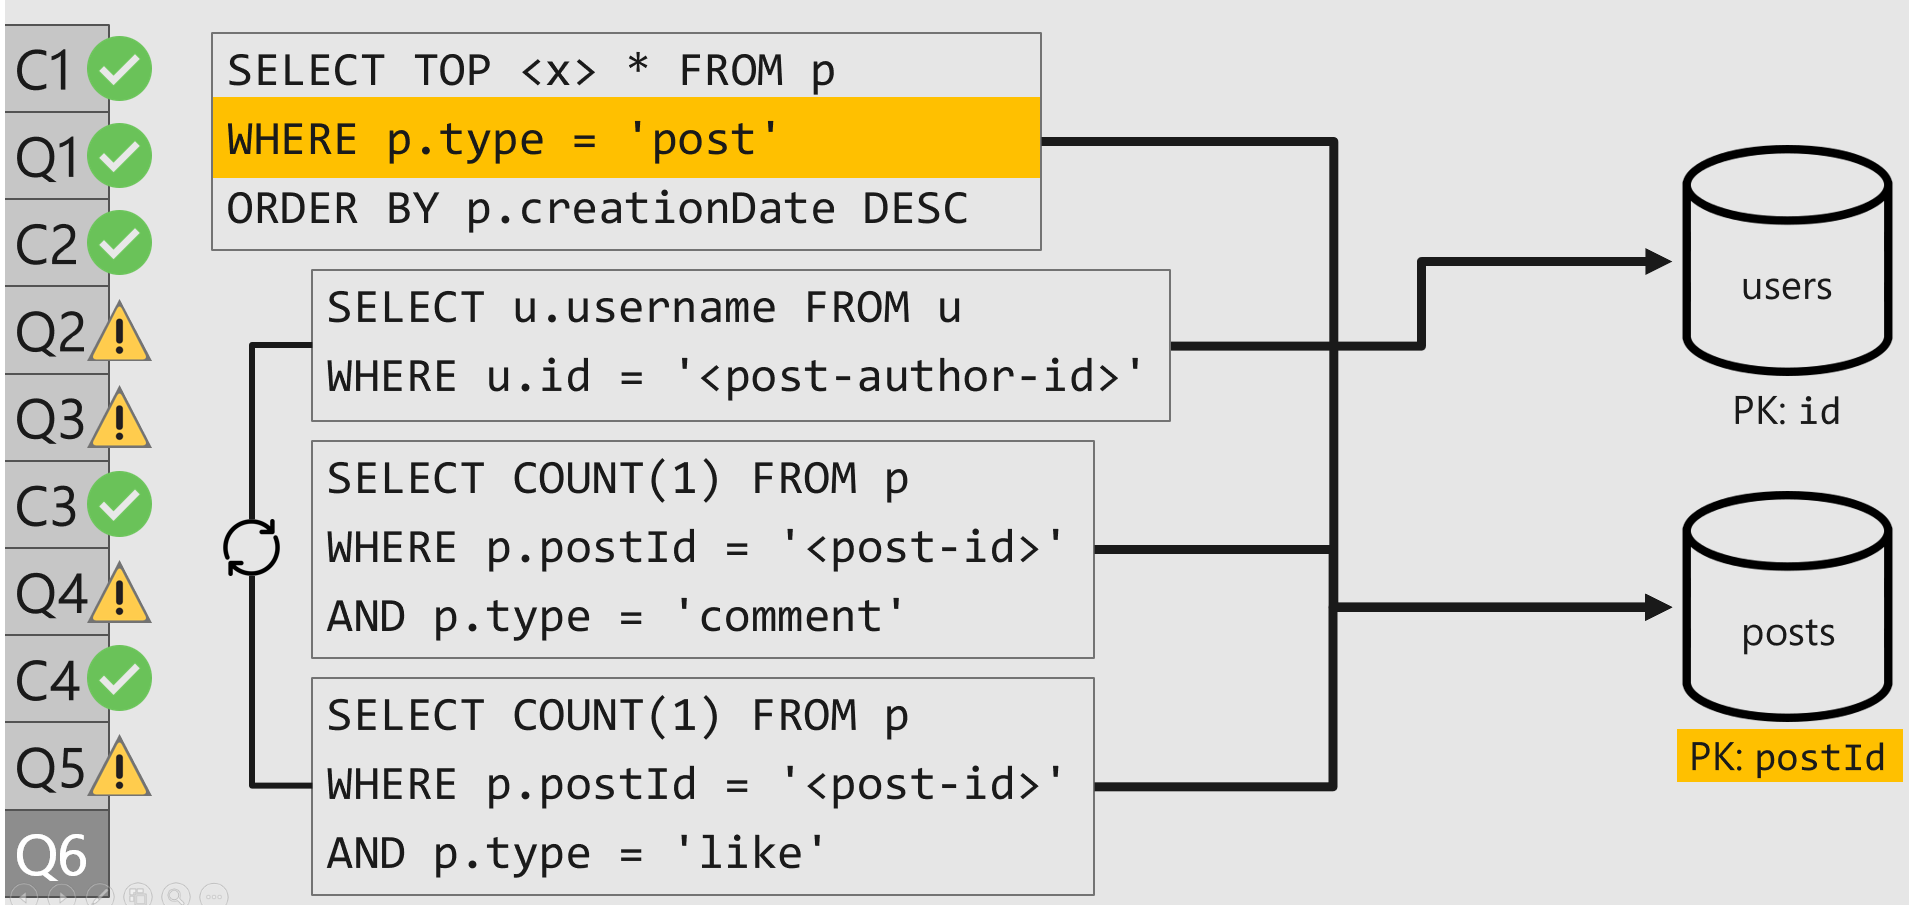 C1
Q1
C2
Q2
Q3
C3
Q4
C4
Q5
Q6
SELECT TOP <x> * FROM p
WHERE p.type = 'post'
ORDER BY p.creationDate DESC
SELECT u.username FROM u
WHERE u.id = '<post-author-id>'
SELECT COUNT(1) FROM p
WHERE p.postId = '<post-id>'
AND p.type = 'comment'
SELECT COUNT(1) FROM p
WHERE p.postId = '<post-id>'
AND p.type = 'like'
users
PK: id
posts
PK: postId